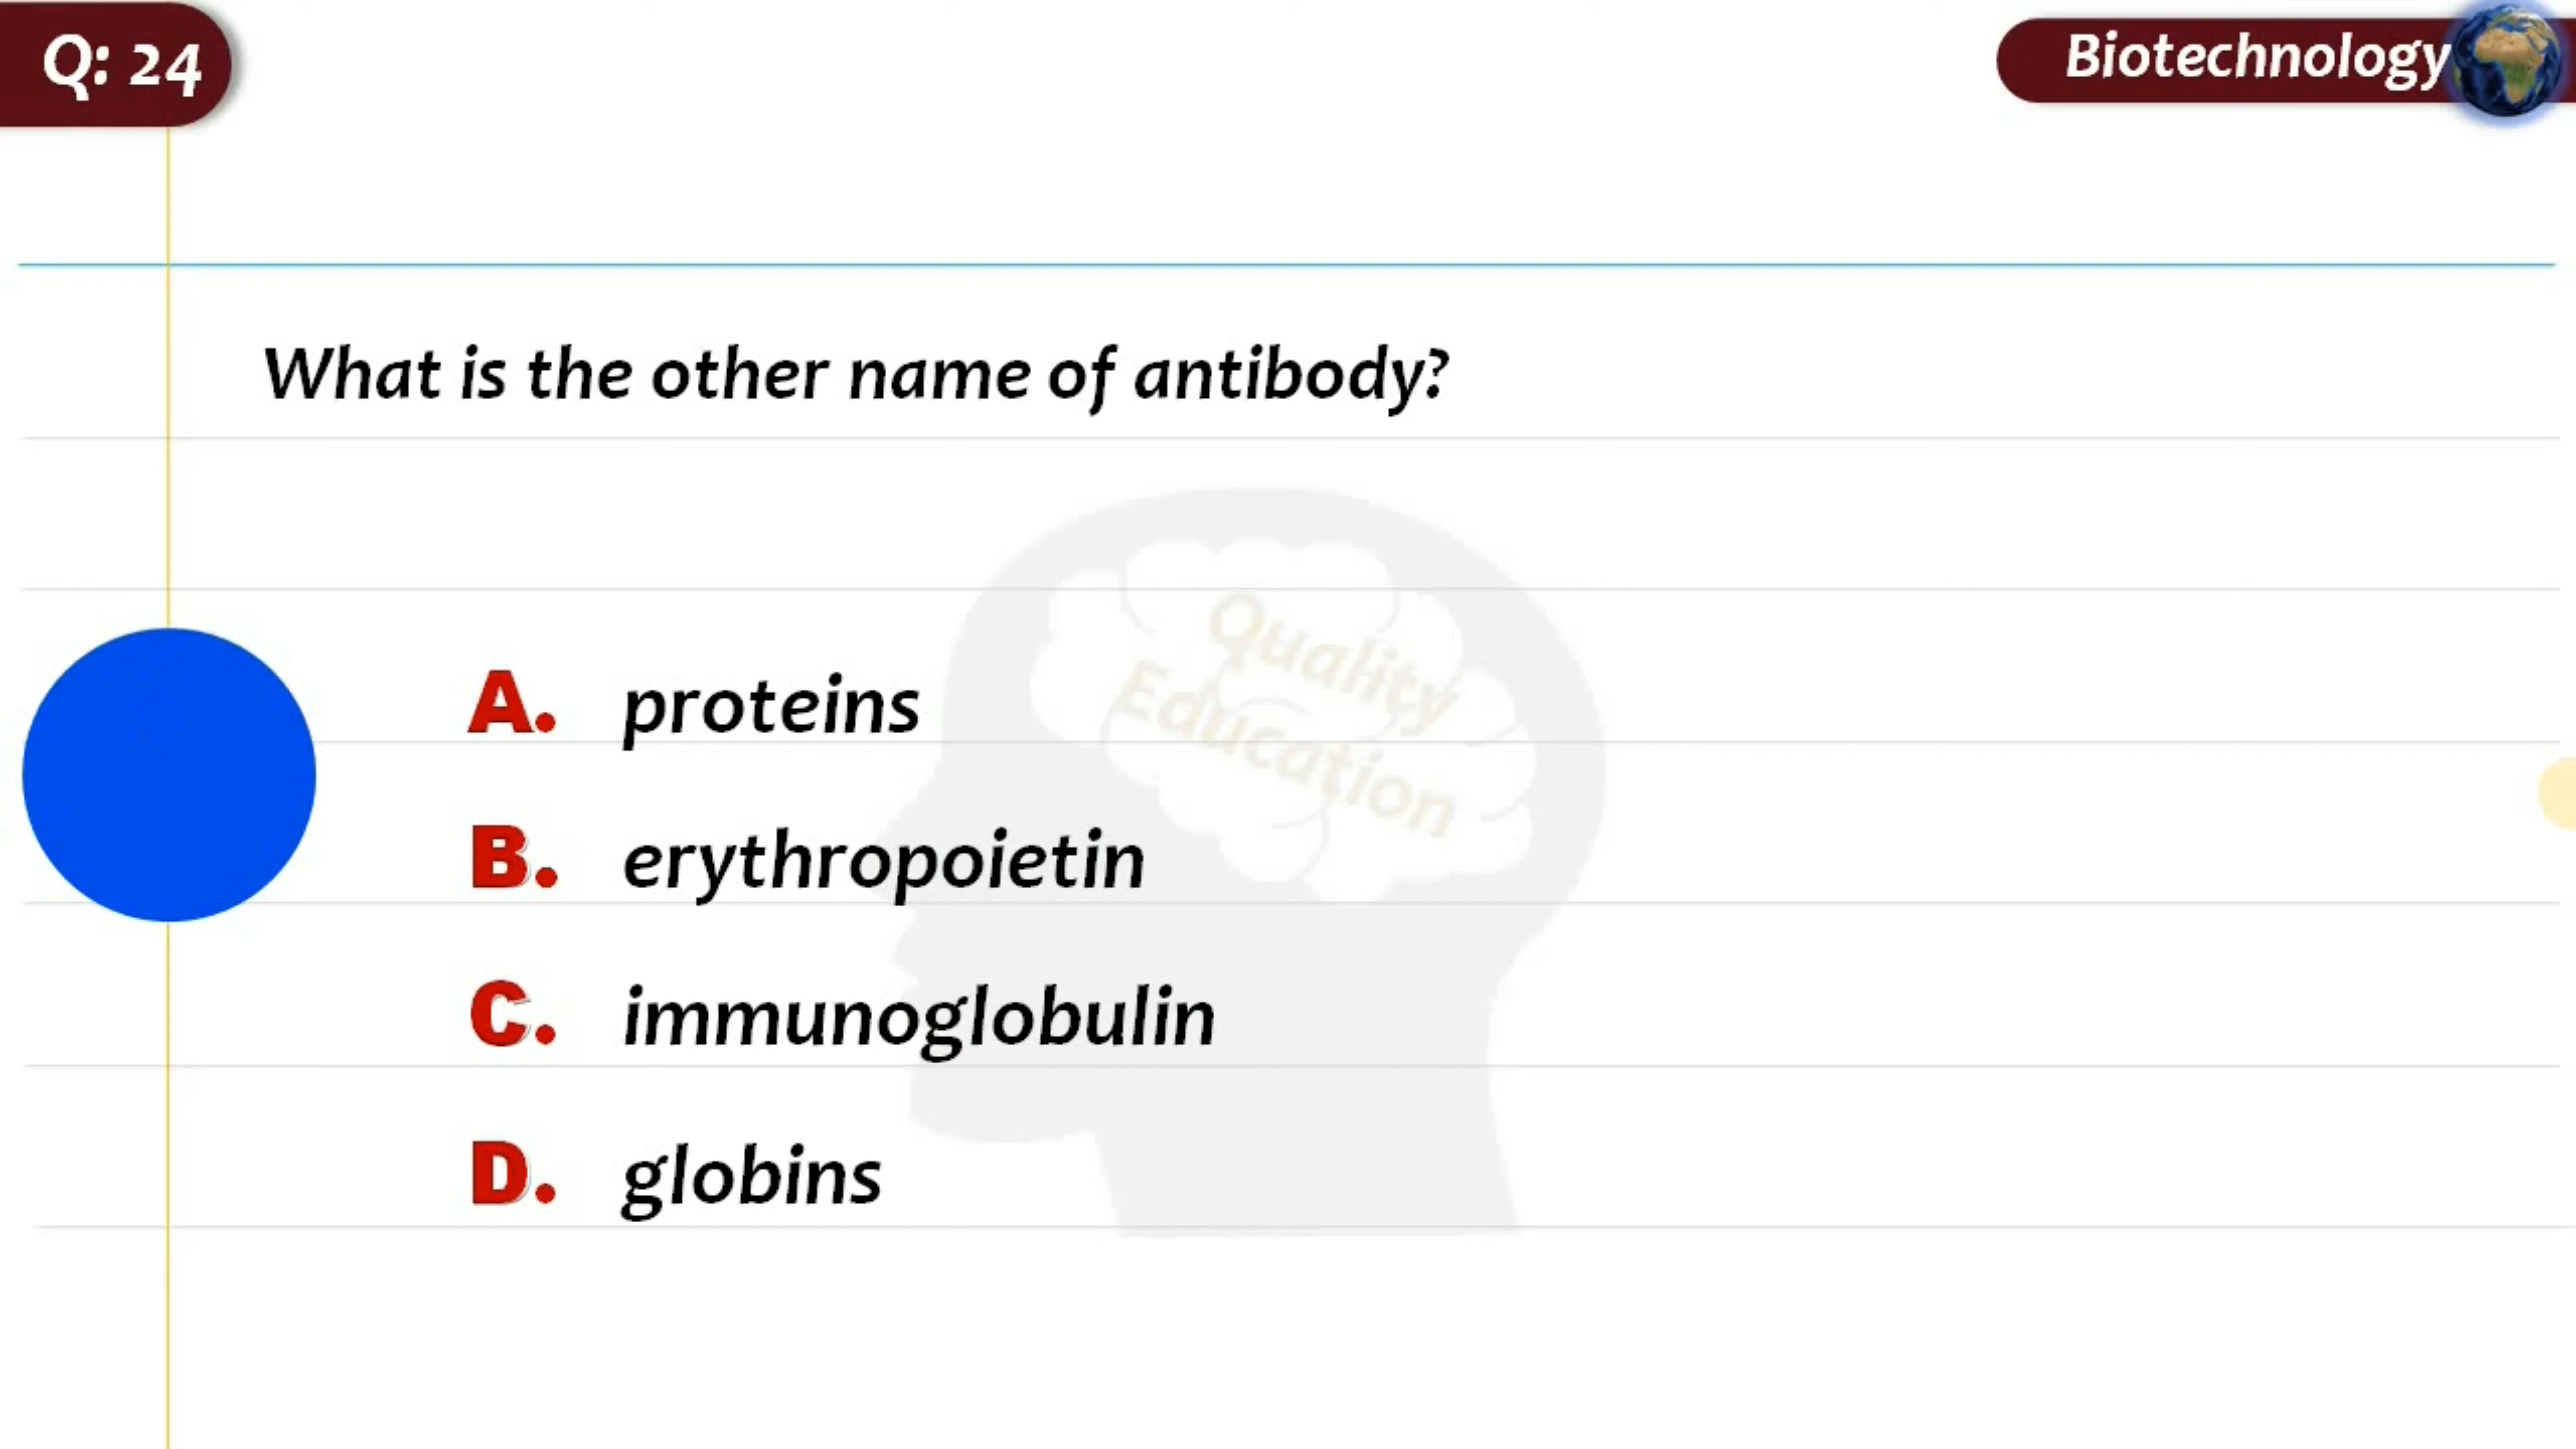 Q: 24
Biotechnology
What is the other name of antibody?
Quality
Education
A. proteins
B. erythropoietin
C. immunoglobulin
D. globins